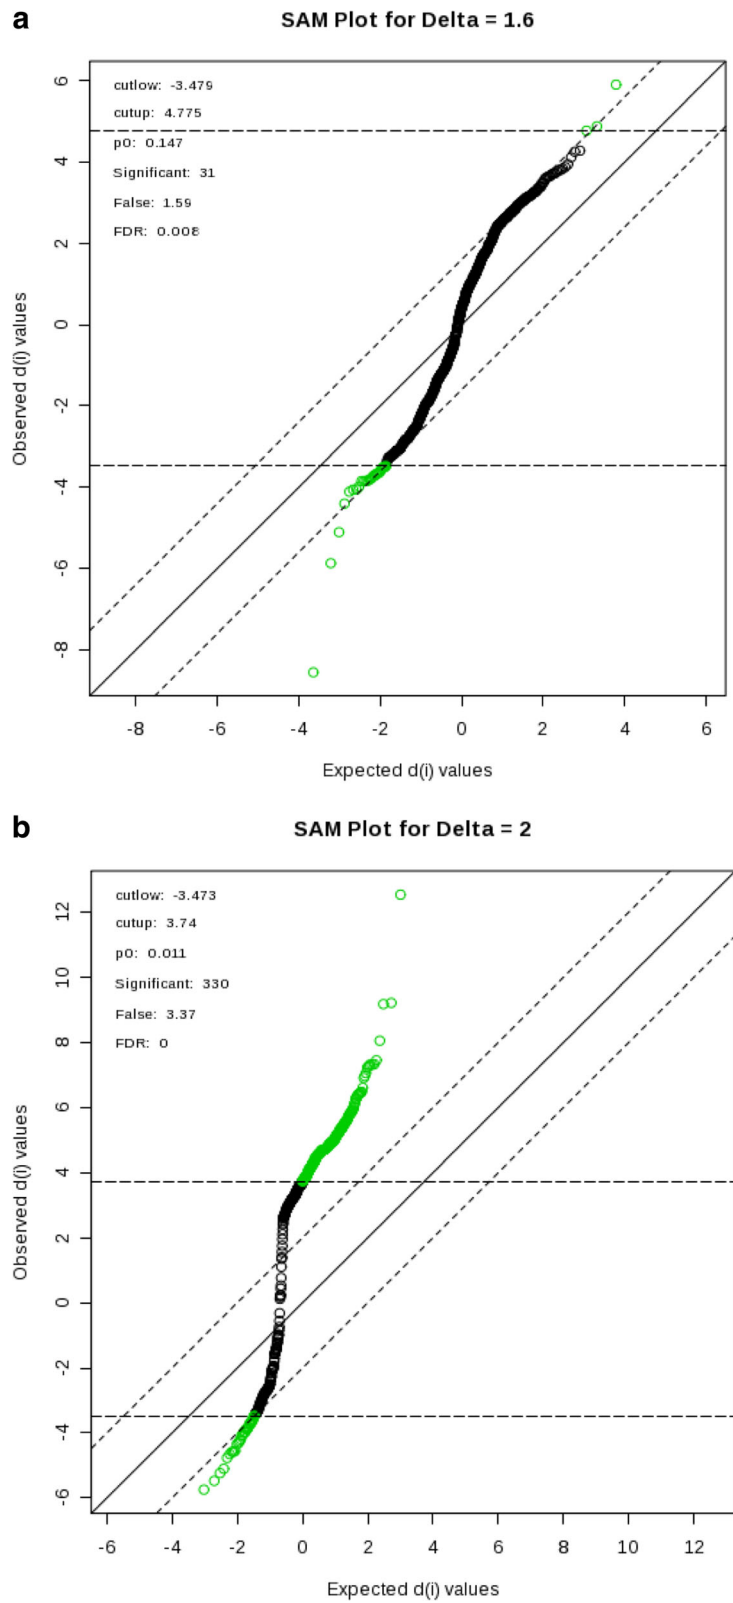 a
SAM Plot for Delta = 1.6
cutlow: -3.479
cutup: 4.775
p0: 0.147
Significant: 31
False: 1.59
FDR: 0.008
6
4
2
0
-2
-4
-6
-8
Observed d(i) values
-8 -6 -4 -2 0 2 4 6
Expected d(i) values
b
SAM Plot for Delta = 2
cutlow: -3.473
cutup: 3.74
p0: 0.011
Significant: 330
False: 3.37
FDR: 0
12
10
8
6
4
2
0
-2
-4
-6
Observed d(i) values
-6 -4 -2 0 2 4 6 8 10 12
Expected d(i) values